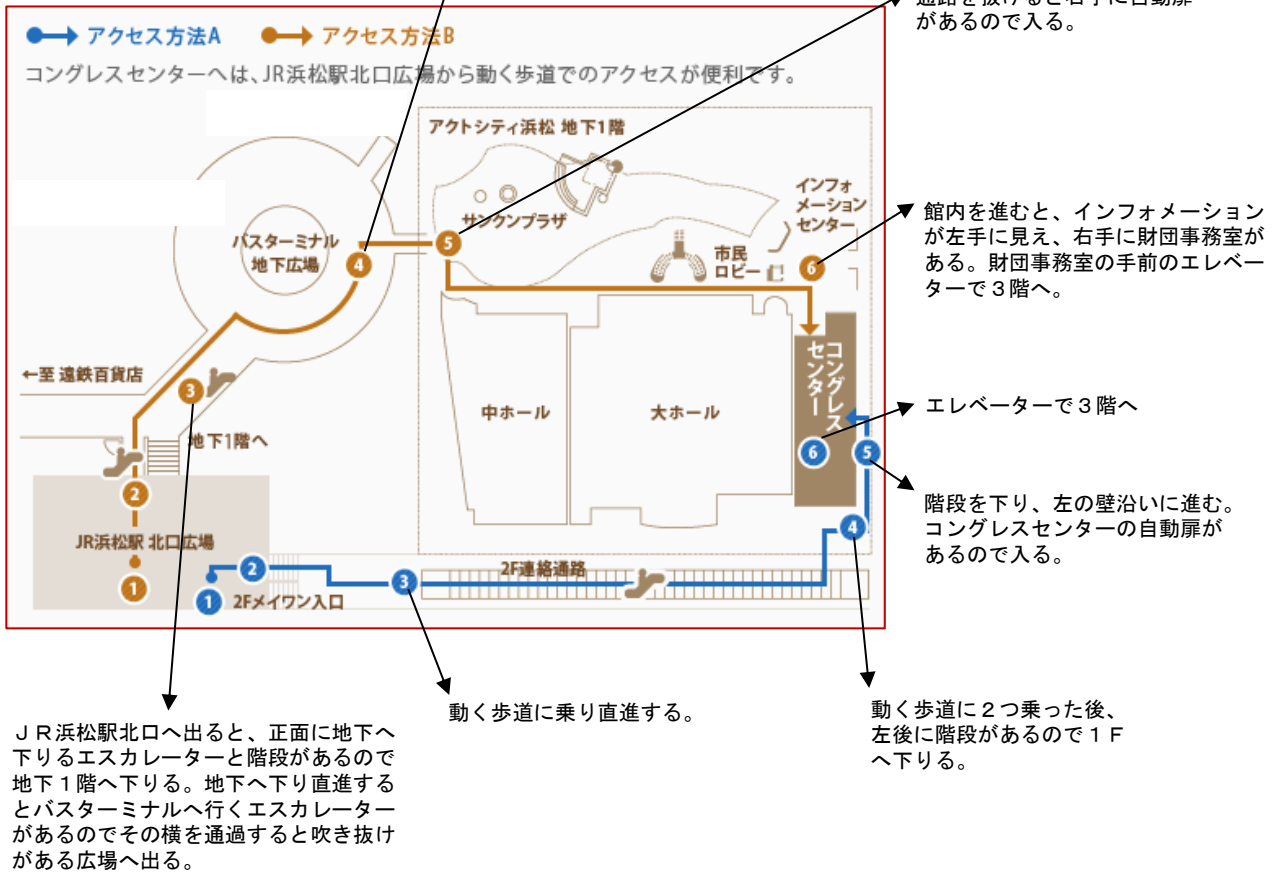 があるので入る。
アクセス方法A
アクセス方法B
コングレスセンターへは、JR浜松駅北口広場から動く歩道でのアクセスが便利です。
アクトシティ浜松 地下1階
インフォ
メーション
センター
サンクンプラザ
バスターミナル
地下広場
4
5
市民
ロビー
6
館内を進むと、インフォメーション
が左手に見え、右手に財団事務室が
ある。財団事務室の手前のエレベー
ターで3階へ。
←至 遠鉄百貨店
3
地下1階へ
中ホール
大ホール
コングレス
センター
6
5
エレベーターで3階へ
2
階段を下り、左の壁沿いに進む。
コングレスセンターの自動扉が
あるので入る。
4
JR浜松駅 北口広場
1
1
2
2Fメイワン入口
3
2F連絡通路
動く歩道に乗り直進する。
動く歩道に2つ乗った後、
左後に階段があるので1F
へ下りる。
JR浜松駅北口へ出ると、正面に地下へ
下りるエスカレーターと階段があるので
地下1階へ下りる。地下へ下り直進する
とバスターミナルへ行くエスカレーター
があるのでその横を通過すると吹き抜け
がある広場へ出る。